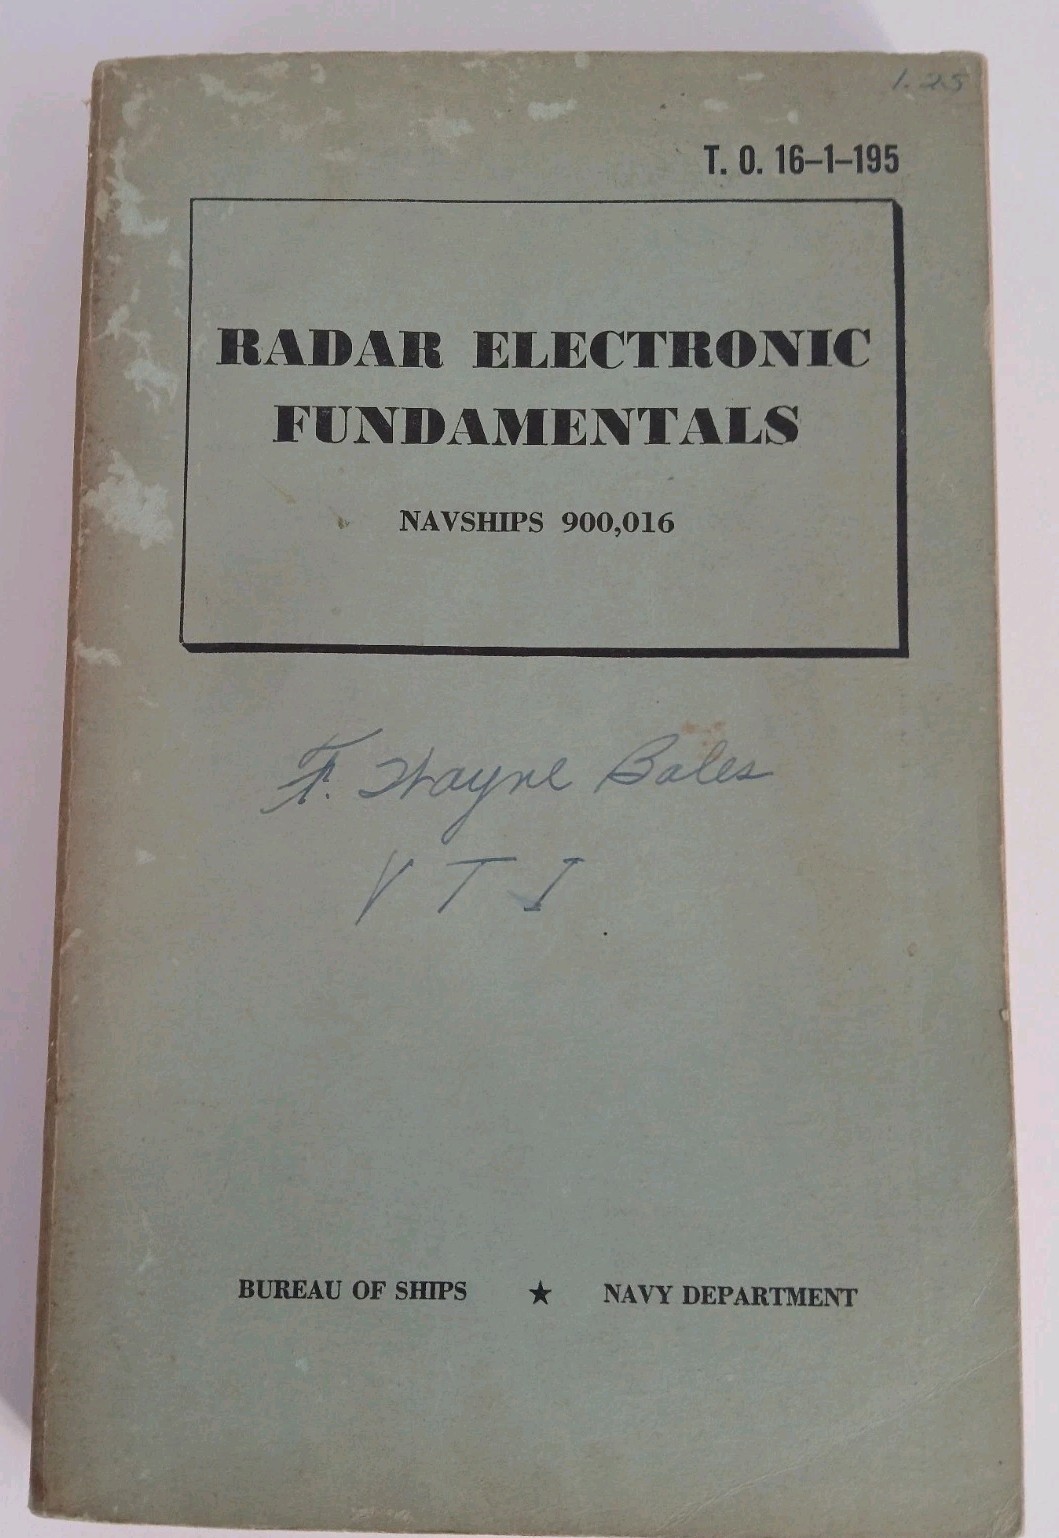 1.25
T. O. 16-1-195
RADAR ELECTRONIC
FUNDAMENTALS
NAVSHIPS 900,016
F. Wayne Bales
V T I
BUREAU OF SHIPS ★ NAVY DEPARTMENT